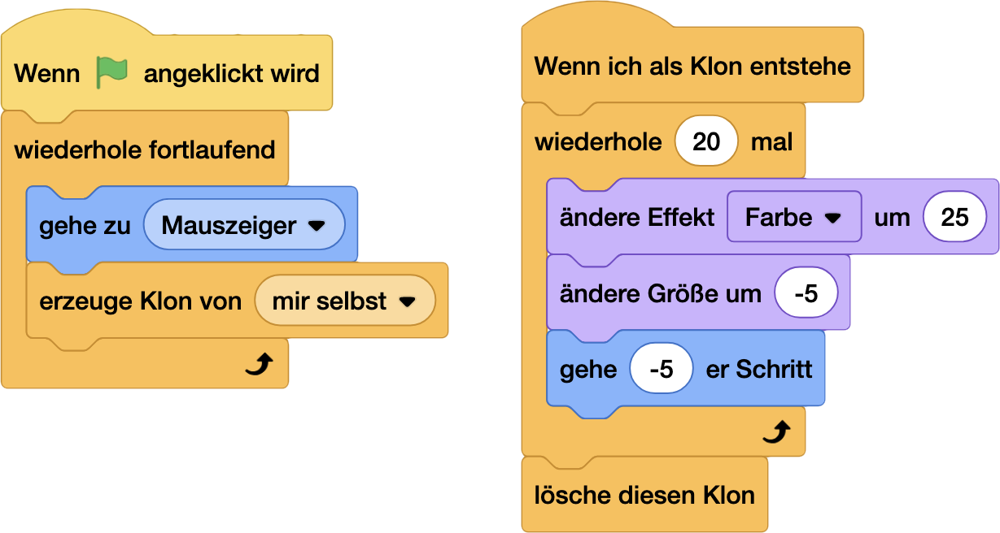 Wenn angeklickt wird
wiederhole fortlaufend
gehe zu Mauszeiger
erzeuge Klon von mir selbst
Wenn ich als Klon entstehe
wiederhole 20 mal
ändere Effekt Farbe um 25
ändere Größe um -5
gehe -5 er Schritt
lösche diesen Klon